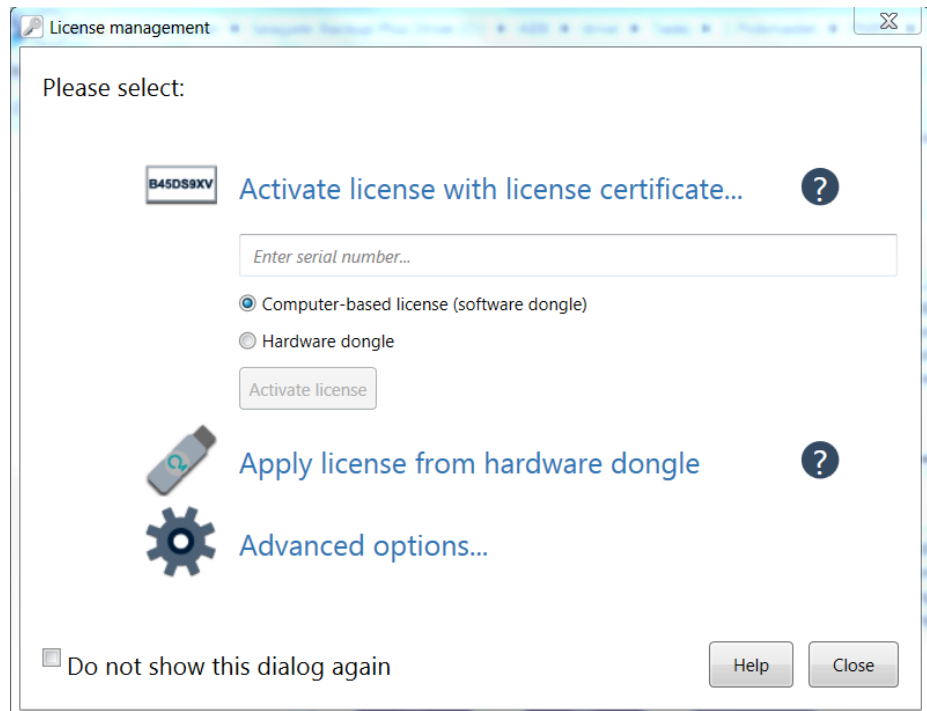 License management
Please select:
B45DS9XV
Activate license with license certificate...
?
Enter serial number...
Computer-based license (software dongle)
Hardware dongle
Activate license
Apply license from hardware dongle
?
Advanced options...
Do not show this dialog again
Help
Close